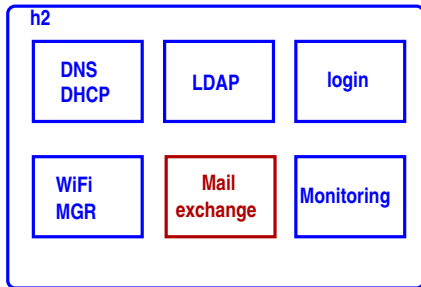 h2
DNS
DHCP
LDAP
login
WiFi
MGR
Mail
exchange
Monitoring